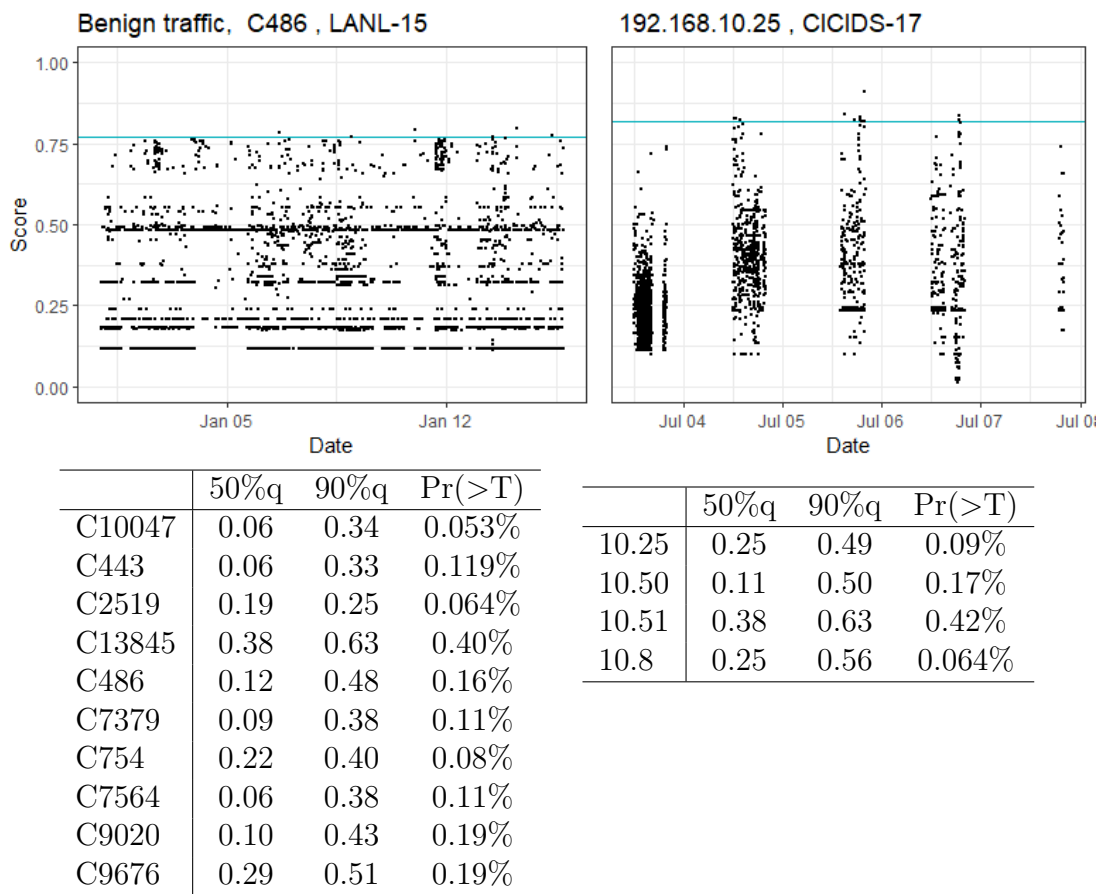 Benign traffic, C486 , LANL-15
192.168.10.25 , CICIDS-17
Score
1.00
0.75
0.50
0.25
0.00
Jan 05 Jan 12
Date
Jul 04 Jul 05 Jul 06 Jul 07 Jul 08
Date
50%q 90%q Pr(>T)
C10047 0.06 0.34 0.053%
C443 0.06 0.33 0.119%
C2519 0.19 0.25 0.064%
C13845 0.38 0.63 0.40%
C486 0.12 0.48 0.16%
C7379 0.09 0.38 0.11%
C754 0.22 0.40 0.08%
C7564 0.06 0.38 0.11%
C9020 0.10 0.43 0.19%
C9676 0.29 0.51 0.19%
50%q 90%q Pr(>T)
10.25 0.25 0.49 0.09%
10.50 0.11 0.50 0.17%
10.51 0.38 0.63 0.42%
10.8 0.25 0.56 0.064%